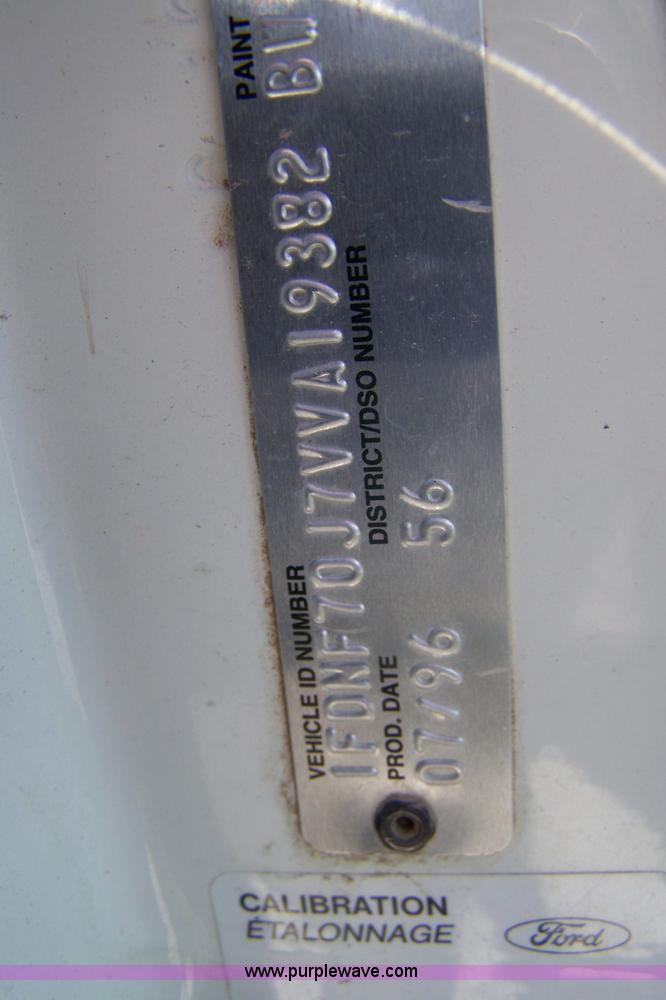 VEHICLE ID NUMBER PAINT
1FDNF70J7VVA19382 BW
PROD. DATE DISTRICT/DSO NUMBER
07/96 56
CALIBRATION
ÉTALONNAGE
Ford
www.purplewave.com